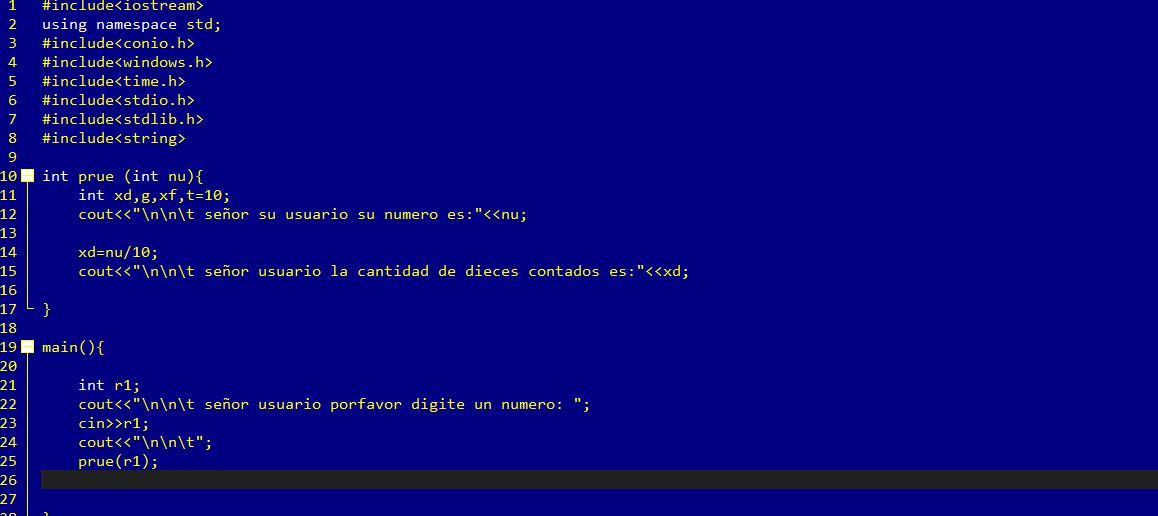 1 #include<iostream>
2 using namespace std;
3 #include<conio.h>
4 #include<windows.h>
5 #include<time.h>
6 #include<stdio.h>
7 #include<stdlib.h>
8 #include<string>
9
10 int prue (int nu){
11 int xd,g,xf,t=10;
12 cout<<"\n\n\t señor su usuario su numero es:"<<nu;
13
14 xd=nu/10;
15 cout<<"\n\n\t señor usuario la cantidad de dieces contados es:"<<xd;
16
17 }
18
19 main(){
20
21 int r1;
22 cout<<"\n\n\t señor usuario porfavor digite un numero: ";
23 cin>>r1;
24 cout<<"\n\n\t";
25 prue(r1);
26
27
28 }